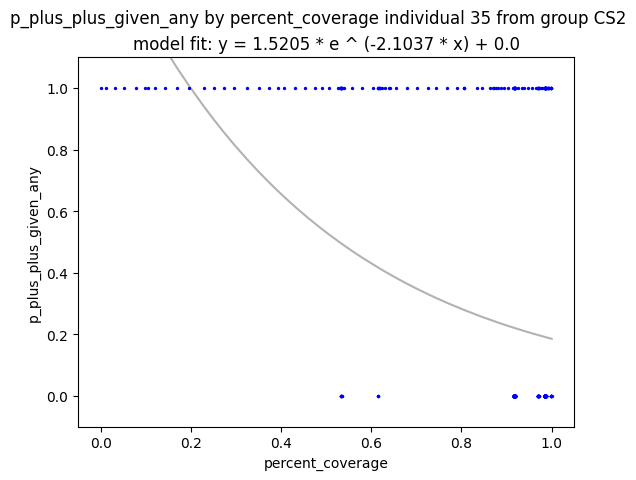 p_plus_plus_given_any by percent_coverage individual 35 from group CS2
model fit: y = 1.5205 * e ^ (-2.1037 * x) + 0.0
1.0
0.8
0.6
0.4
0.2
0.0
p_plus_plus_given_any
0.0 0.2 0.4 0.6 0.8 1.0
percent_coverage